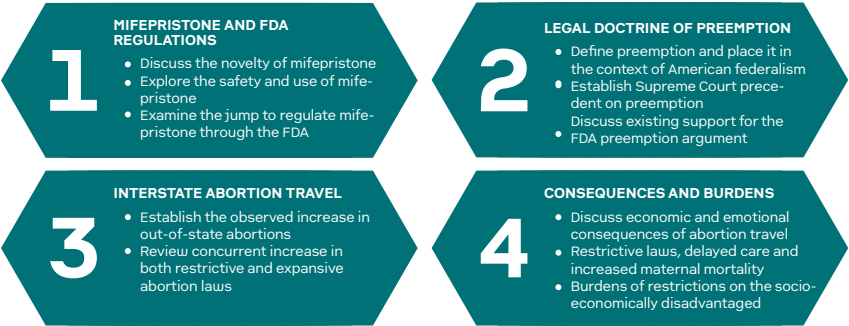 1
MIFEPRISTONE AND FDA
REGULATIONS
• Discuss the novelty of mifepristone
• Explore the safety and use of mife-
pristone
• Examine the jump to regulate mife-
pristone through the FDA
2
LEGAL DOCTRINE OF PREEMPTION
• Define preemption and place it in
the context of American federalism
• Establish Supreme Court prece-
dent on preemption
Discuss existing support for the
• FDA preemption argument
3
INTERSTATE ABORTION TRAVEL
• Establish the observed increase in
out-of-state abortions
• Review concurrent increase in
both restrictive and expansive
abortion laws
4
CONSEQUENCES AND BURDENS
• Discuss economic and emotional
consequences of abortion travel
• Restrictive laws, delayed care and
increased maternal mortality
• Burdens of restrictions on the socio-
economically disadvantaged